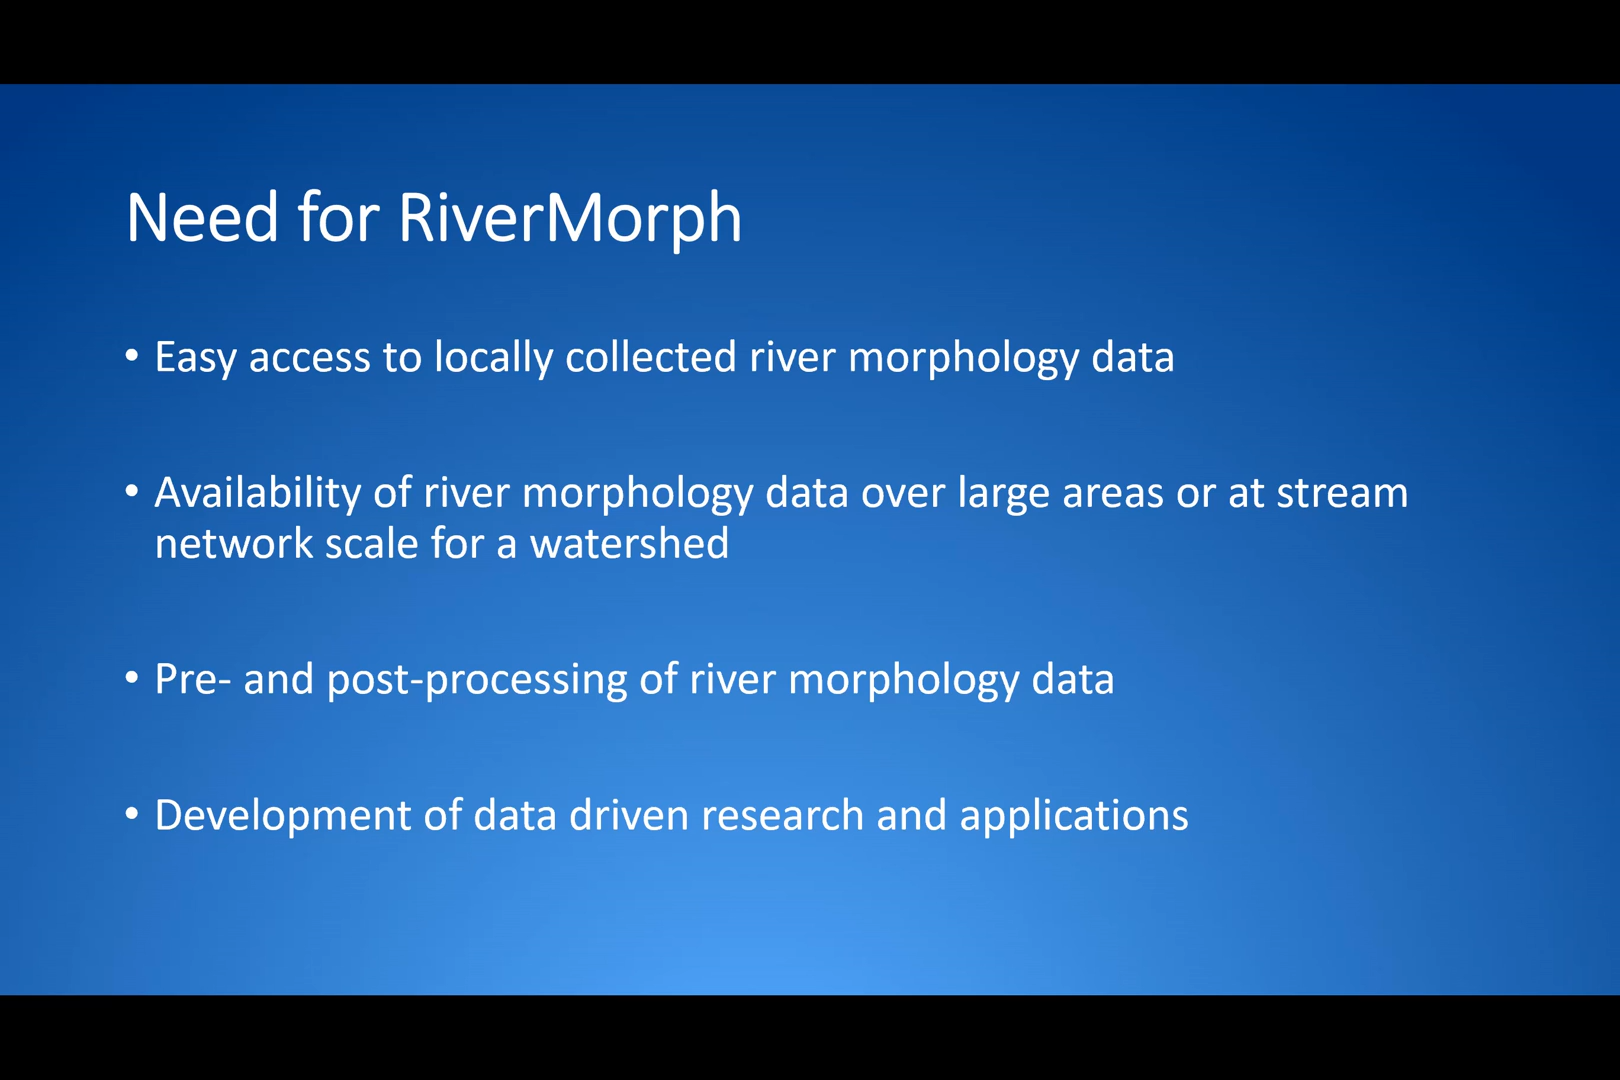 Need for RiverMorph
• Easy access to locally collected river morphology data
• Availability of river morphology data over large areas or at stream
network scale for a watershed
• Pre- and post-processing of river morphology data
• Development of data driven research and applications